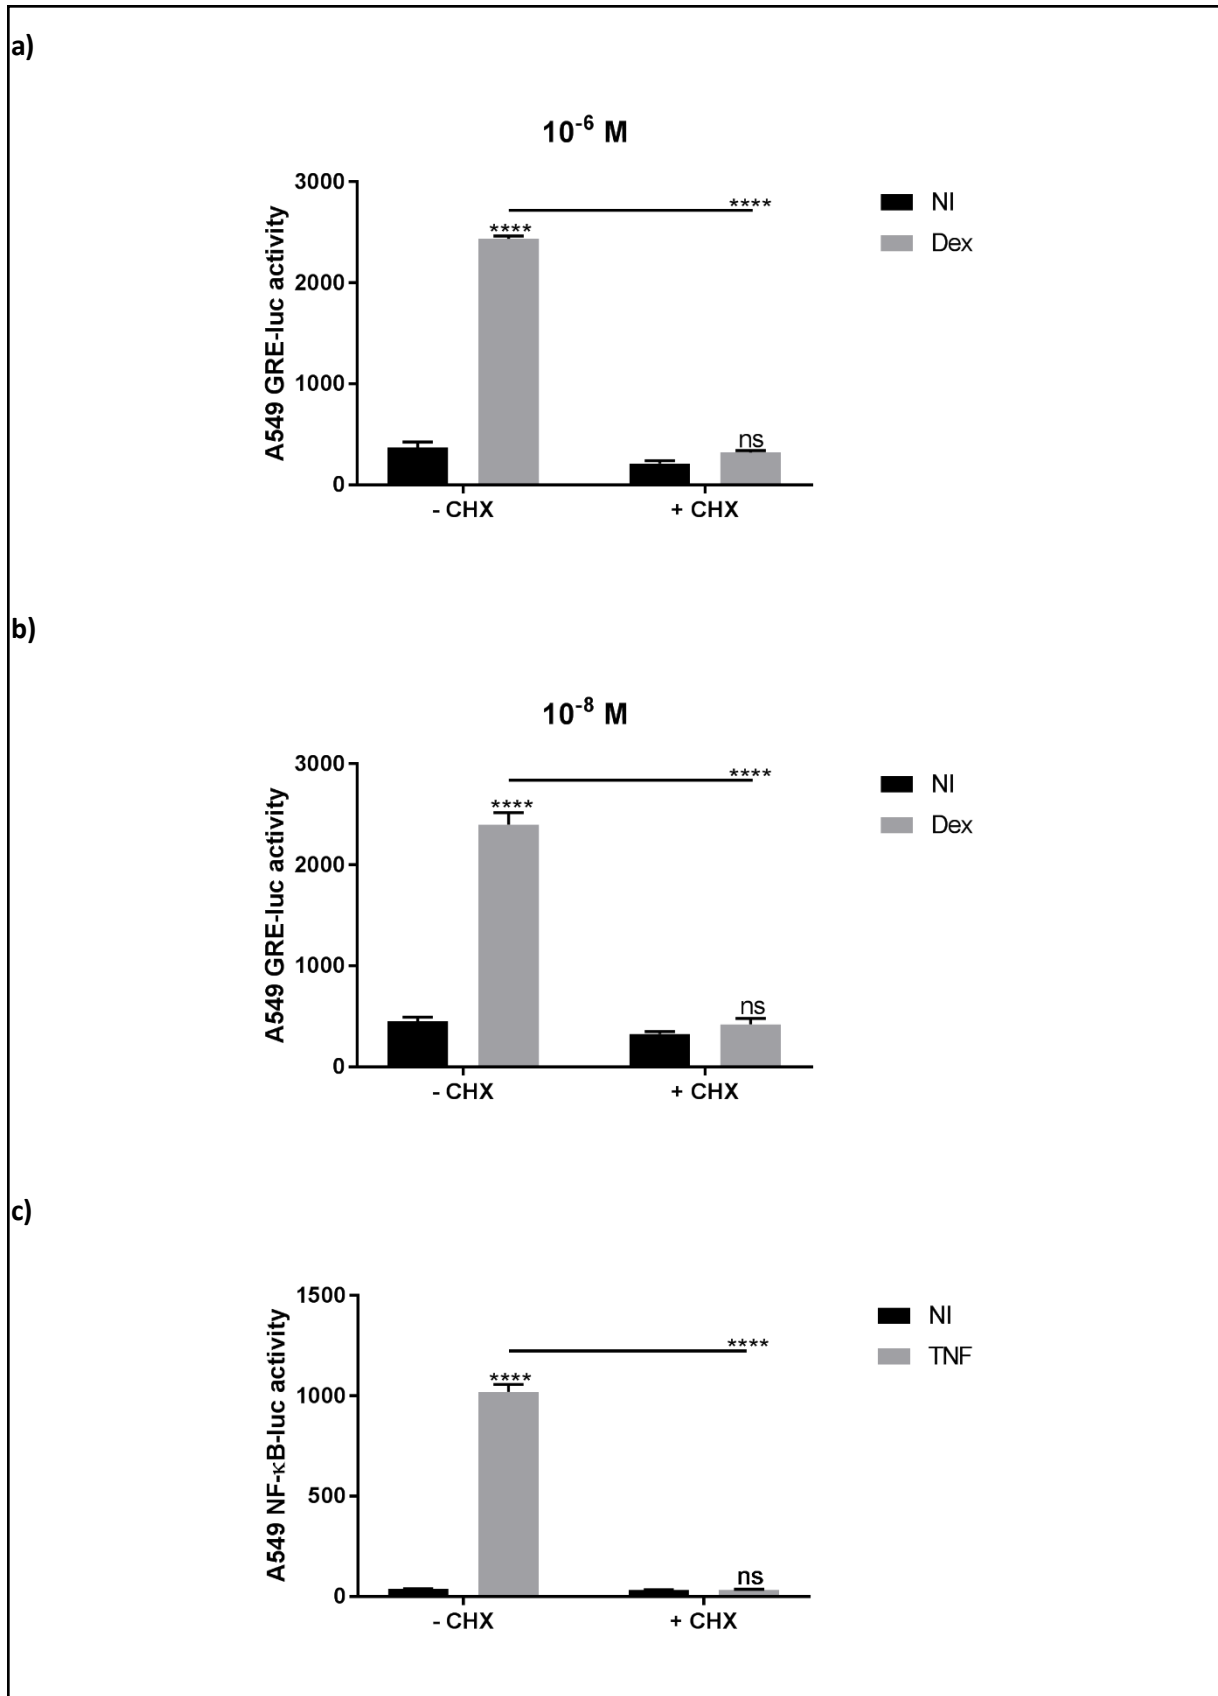 a)
10⁻⁶ M
A549 GRE-luc activity
3000
2000
1000
0
****
****
ns
- CHX
+ CHX
NI
Dex
b)
10⁻⁸ M
A549 GRE-luc activity
3000
2000
1000
0
****
****
ns
- CHX
+ CHX
NI
Dex
c)
A549 NF-κB-luc activity
1500
1000
500
0
****
****
ns
- CHX
+ CHX
NI
TNF